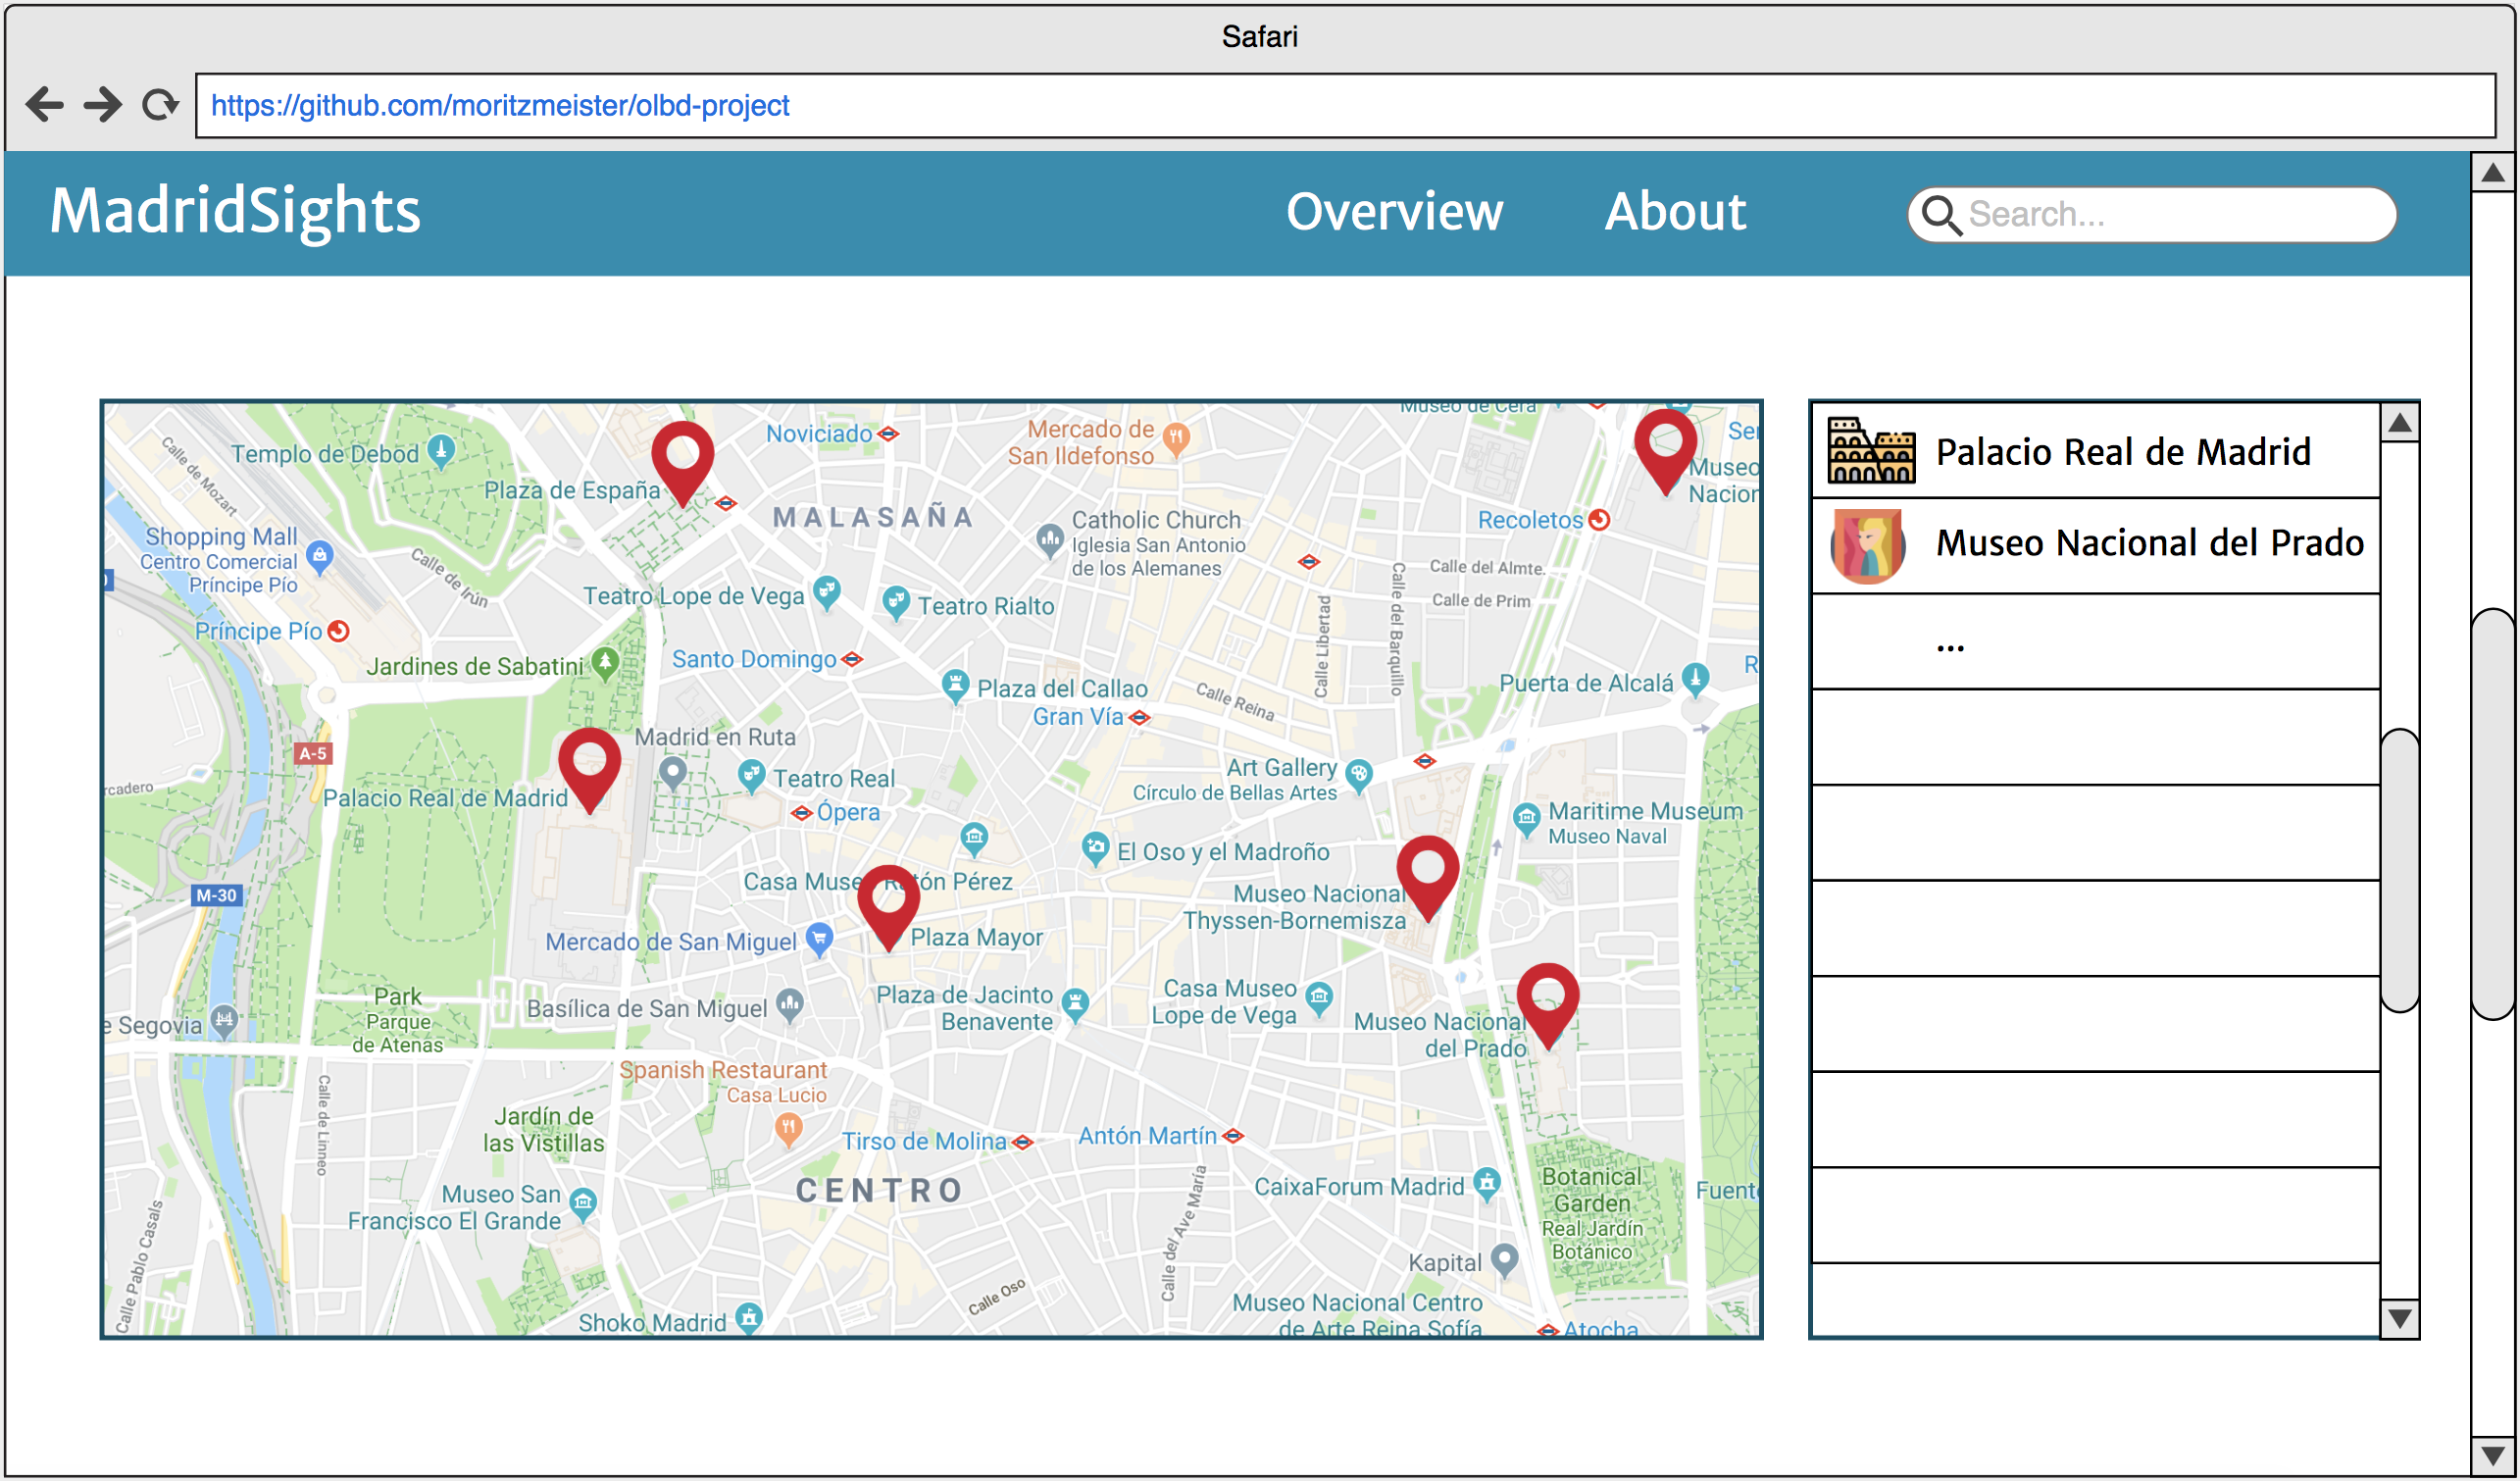 Safari
https://github.com/moritzmeister/olbd-project
MadridSights
Overview
About
Search...
Templo de Debod
Plaza de España
Noviciado
Mercado de
San Ildefonso
Museo de Cera
Museo
Nacion
Calle de Mozart
MALASAÑA
Catholic Church
Iglesia San Antonio
de los Alemanes
Recoletos
Shopping Mall
Centro Comercial
Príncipe Pío
Calle de Irún
Calle del Almte.
Calle de Prim
Calle del Barquillo
Calle Libertad
Teatro Lope de Vega
Teatro Rialto
Príncipe Pío
Jardines de Sabatini
Santo Domingo
Plaza del Callao
Gran Vía
Calle Reina
Puerta de Alcalá
R
A-5
Madrid en Ruta
Teatro Real
Palacio Real de Madrid
Ópera
Art Gallery
Círculo de Bellas Artes
Maritime Museum
Museo Naval
rcadero
El Oso y el Madroño
Casa Museo Ratón Pérez
M-30
Museo Nacional
Thyssen-Bornemisza
Mercado de San Miguel
Plaza Mayor
Park
Parque
de Atenas
Basílica de San Miguel
Plaza de Jacinto
Benavente
Casa Museo
Lope de Vega
Museo Nacional
del Prado
e Segovia
Spanish Restaurant
Casa Lucio
Calle de Linneo
Jardín de
las Vistillas
Tirso de Molina
Antón Martín
CENTRO
Calle del Ave María
CaixaForum Madrid
Botanical
Garden
Real Jardín
Botánico
Fuent
Museo San
Francisco El Grande
Calle Pablo Casals
Kapital
Calle Oso
Museo Nacional Centro
de Arte Reina Sofía
Shoko Madrid
Atocha
Palacio Real de Madrid
Museo Nacional del Prado
...